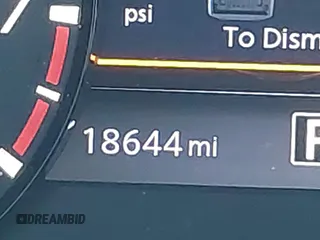 psi
To Dism
18644 mi
P
DREAMBID